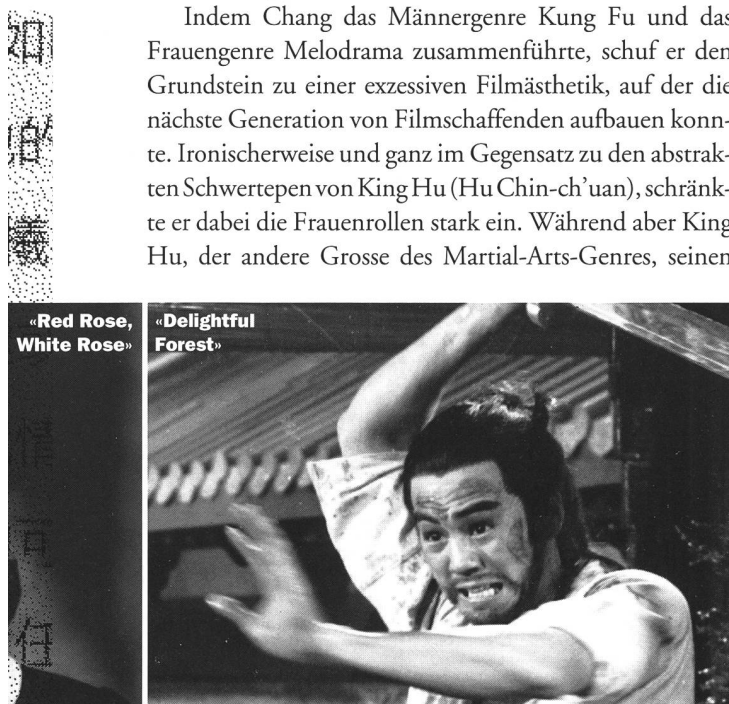 Indem Chang das Männergenre Kung Fu und das
Frauengenre Melodrama zusammenführte, schuf er den
Grundstein zu einer exzessiven Filmästhetik, auf der die
nächste Generation von Filmschaffenden aufbauen konn-
te. Ironischerweise und ganz im Gegensatz zu den abstrak-
ten Schwertepen von King Hu (Hu Chin-ch’uan), schränk-
te er dabei die Frauenrollen stark ein. Während aber King
Hu, der andere Grosse des Martial-Arts-Genres, seinen
«Red Rose,
White Rose»
«Delightful
Forest»